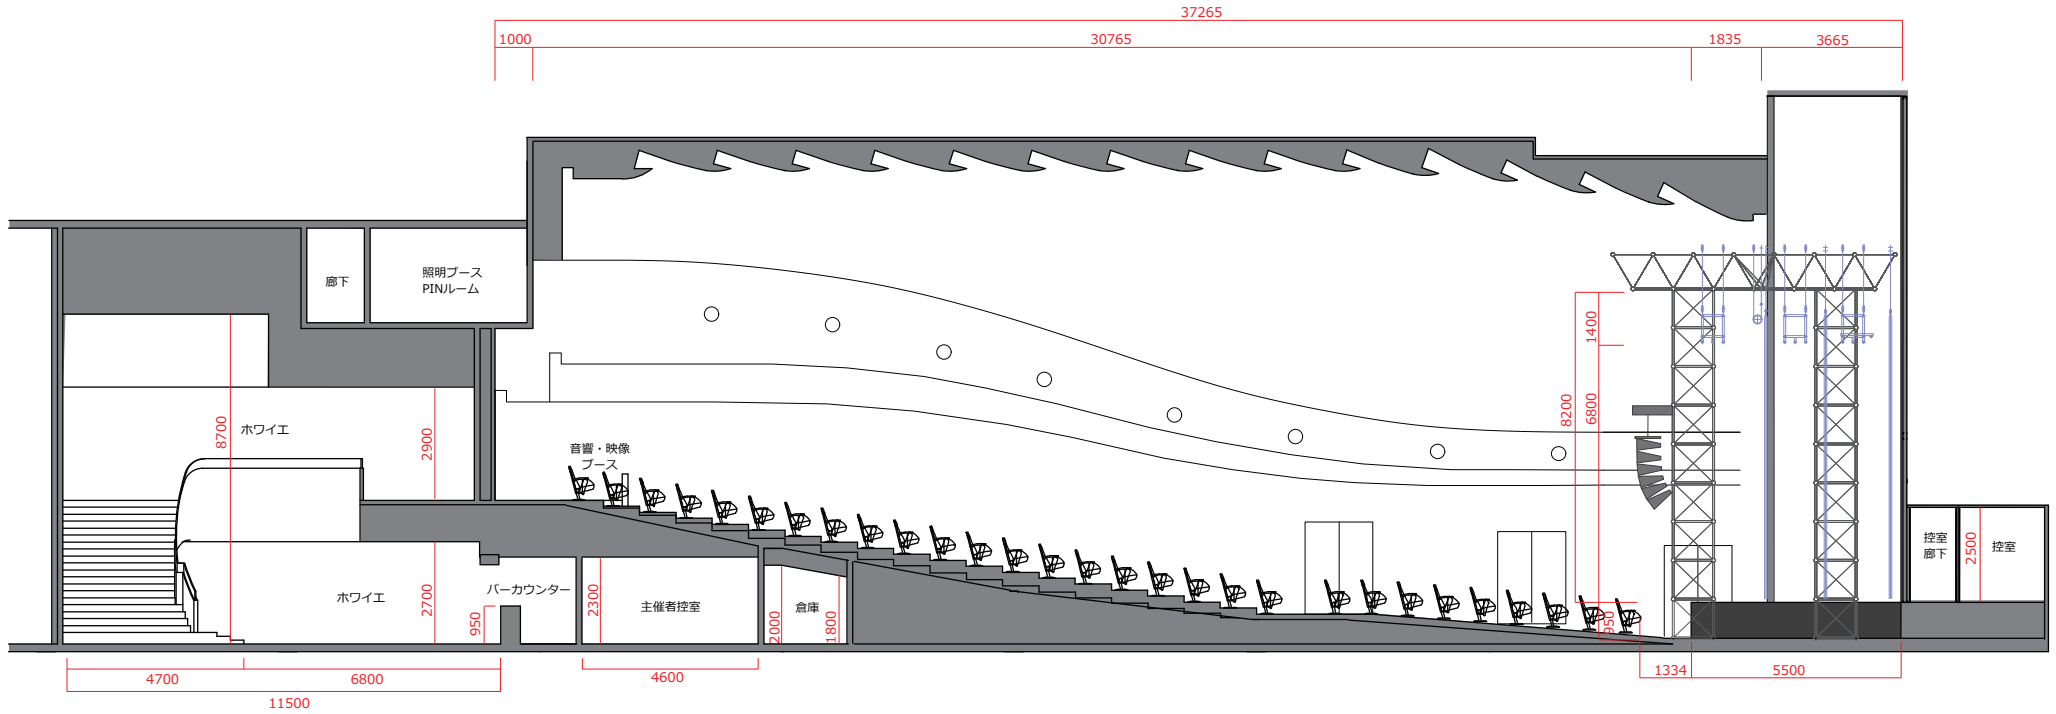 37265
1000
30765
1835
3665
廊下
照明ブース
PINルーム
8700
ホワイエ
2900
音響・映像
ブース
8200
1400
6800
950
控室
廊下
2500
控室
ホワイエ
2700
バーカウンター
950
2300
主催者控室
2000
倉庫
1800
4700
6800
11500
4600
1334
5500